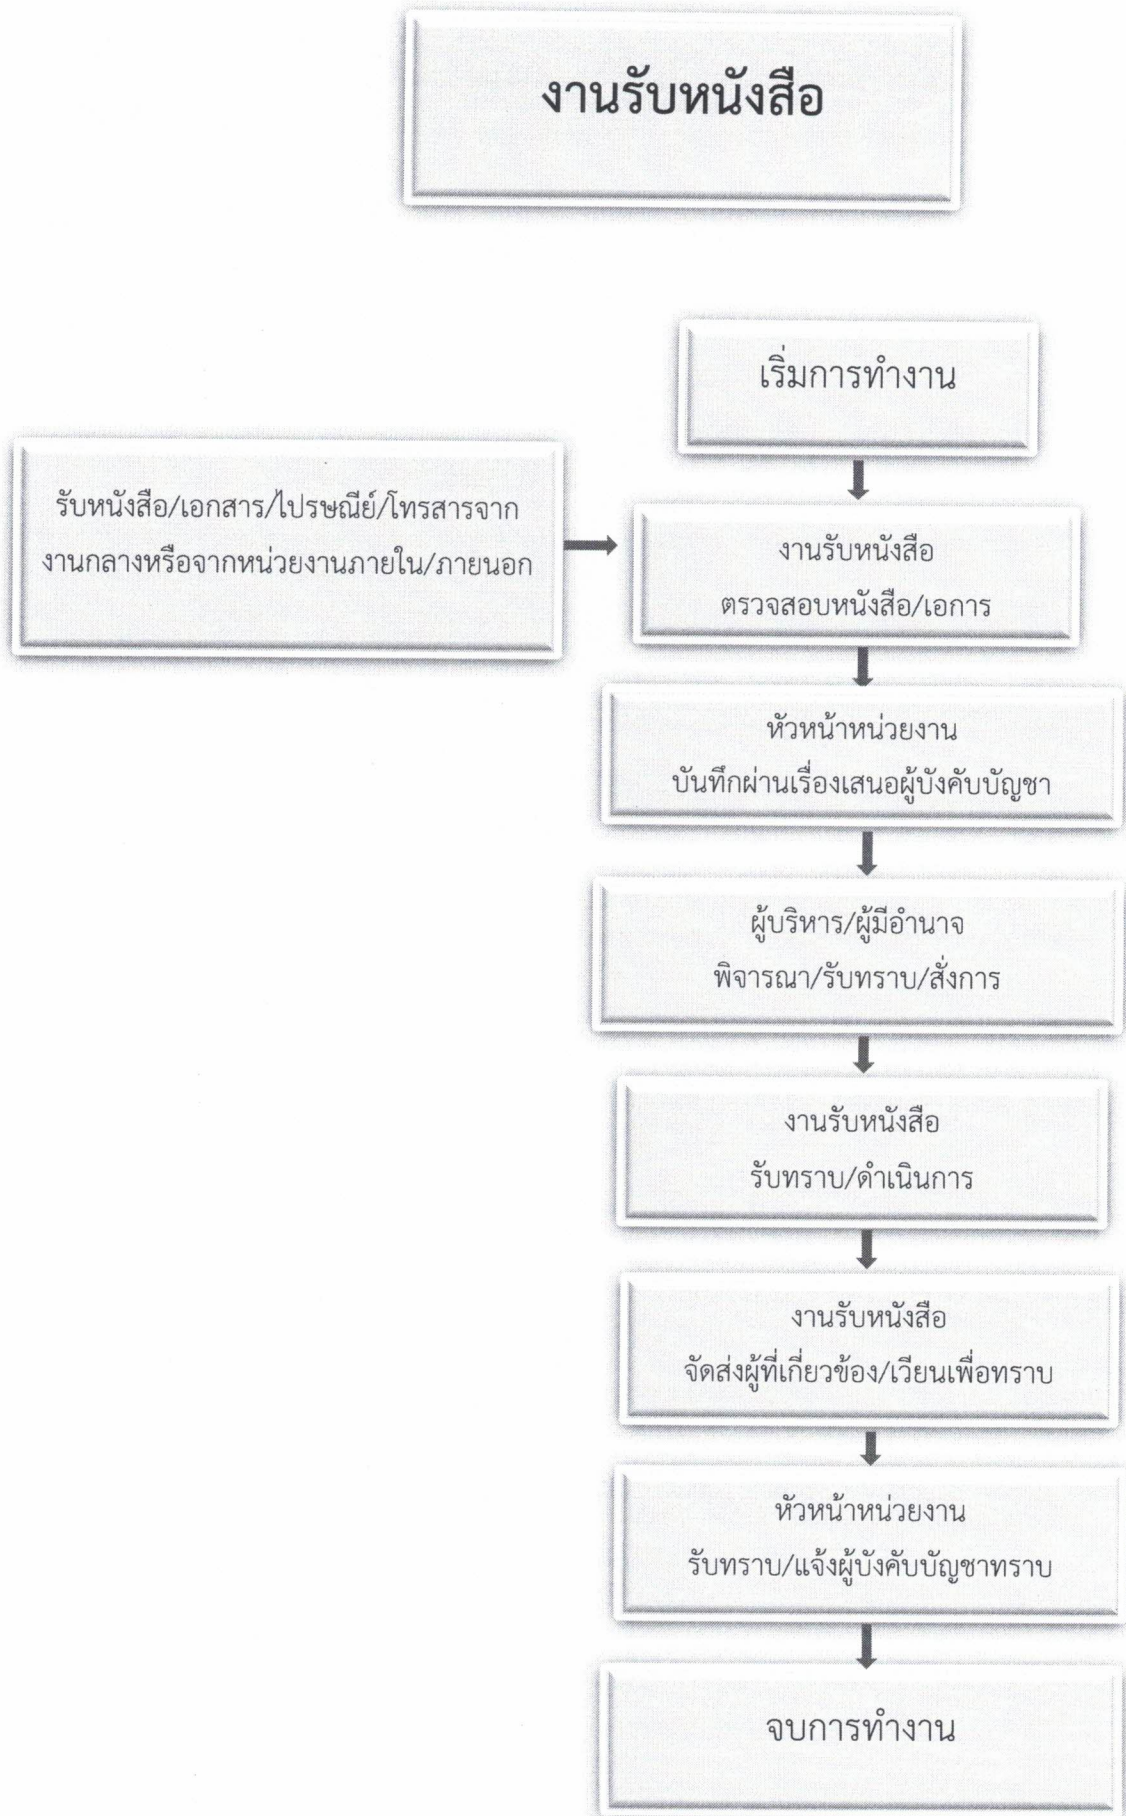 งานรับหนังสือ
เริ่มการทำงาน
รับหนังสือ/เอกสาร/ไปรษณีย์/โทรสารจาก
งานกลางหรือจากหน่วยงานภายใน/ภายนอก
งานรับหนังสือ
ตรวจสอบหนังสือ/เอการ
หัวหน้าหน่วยงาน
บันทึกผ่านเรื่องเสนอผู้บังคับบัญชา
ผู้บริหาร/ผู้มีอำนาจ
พิจารณา/รับทราบ/สั่งการ
งานรับหนังสือ
รับทราบ/ดำเนินการ
งานรับหนังสือ
จัดส่งผู้ที่เกี่ยวข้อง/เวียนเพื่อทราบ
หัวหน้าหน่วยงาน
รับทราบ/แจ้งผู้บังคับบัญชาทราบ
จบการทำงาน